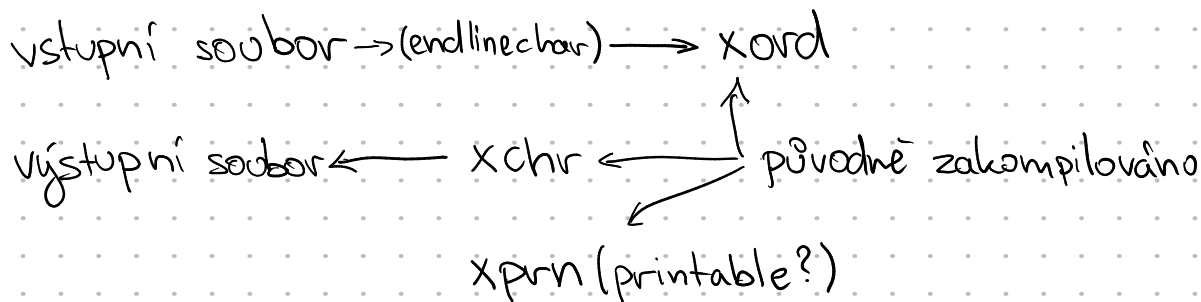 vstupní soubor → (endlinechar) → xord
výstupní soubor ← xchr ← původně zakompilováno
xprn (printable?)